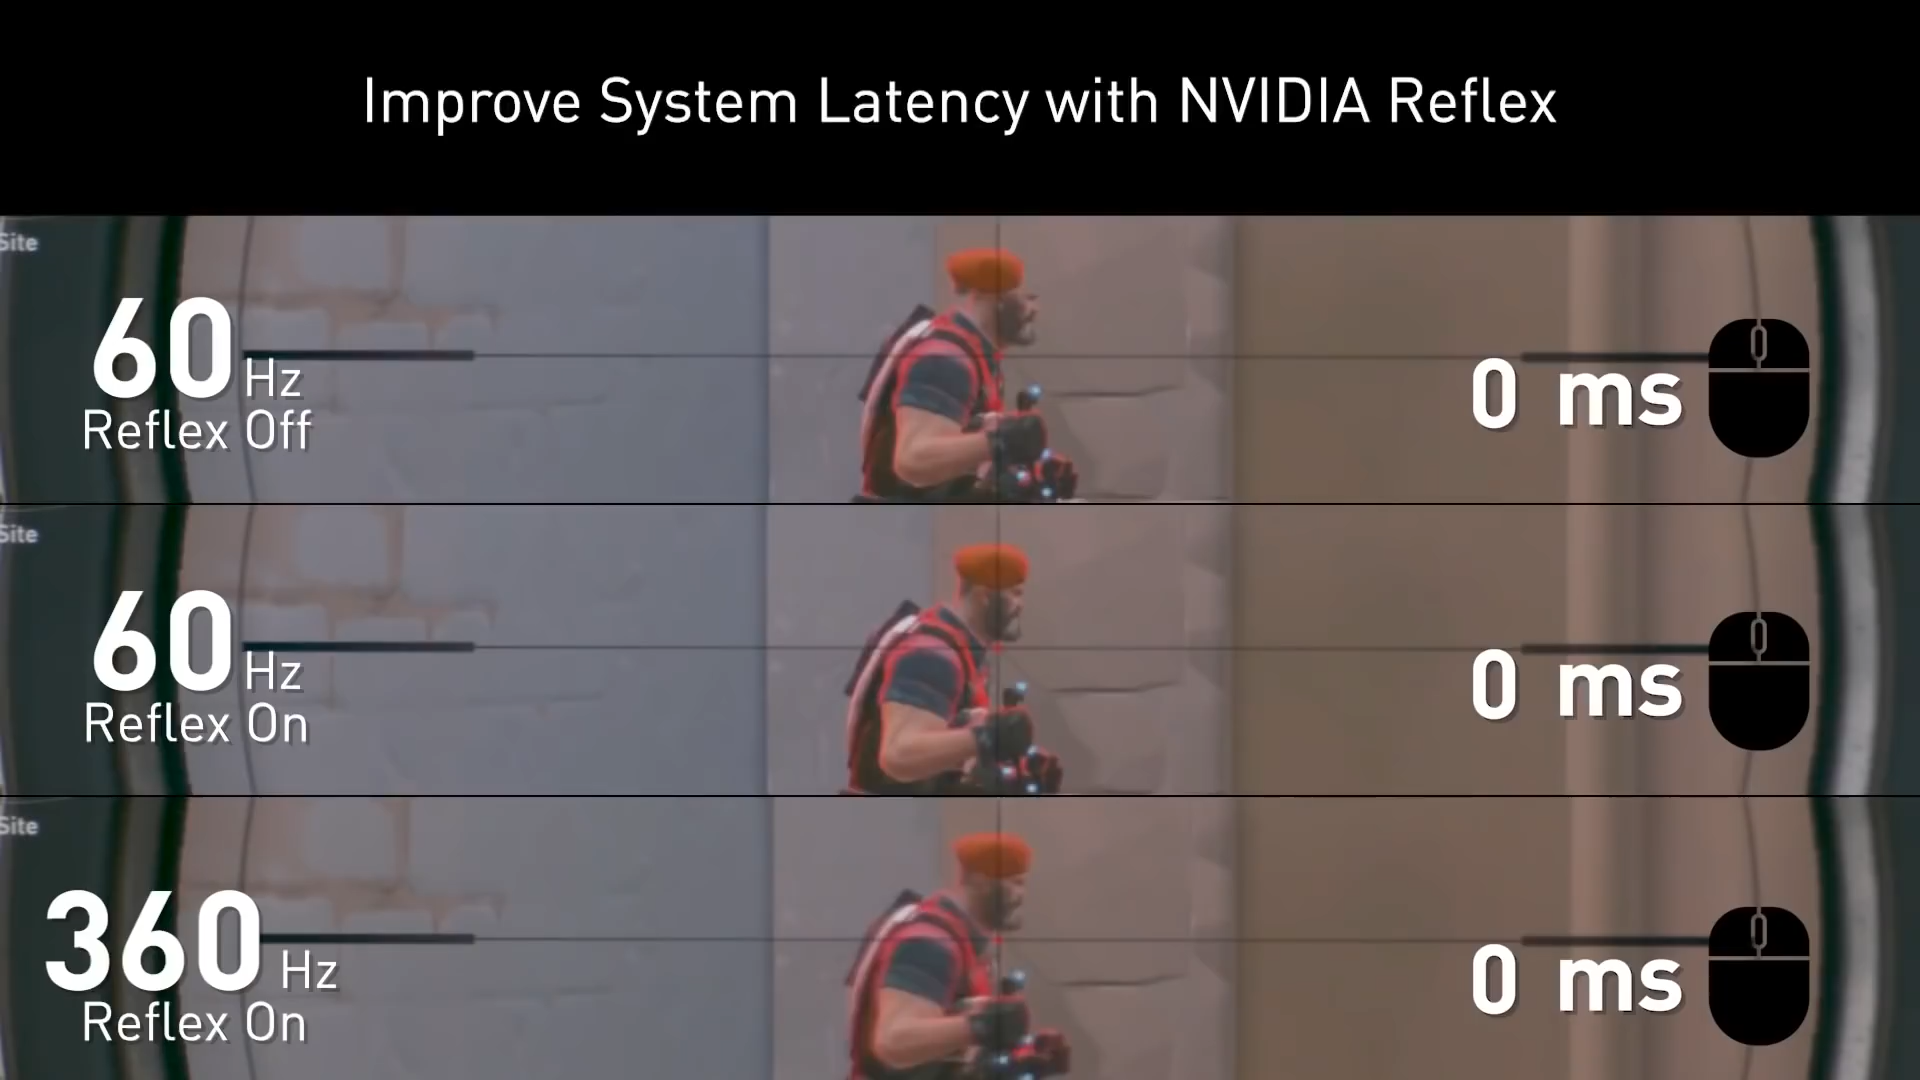 Improve System Latency with NVIDIA Reflex
Site
60 Hz
Reflex Off
0 ms
Site
60 Hz
Reflex On
0 ms
Site
360 Hz
Reflex On
0 ms